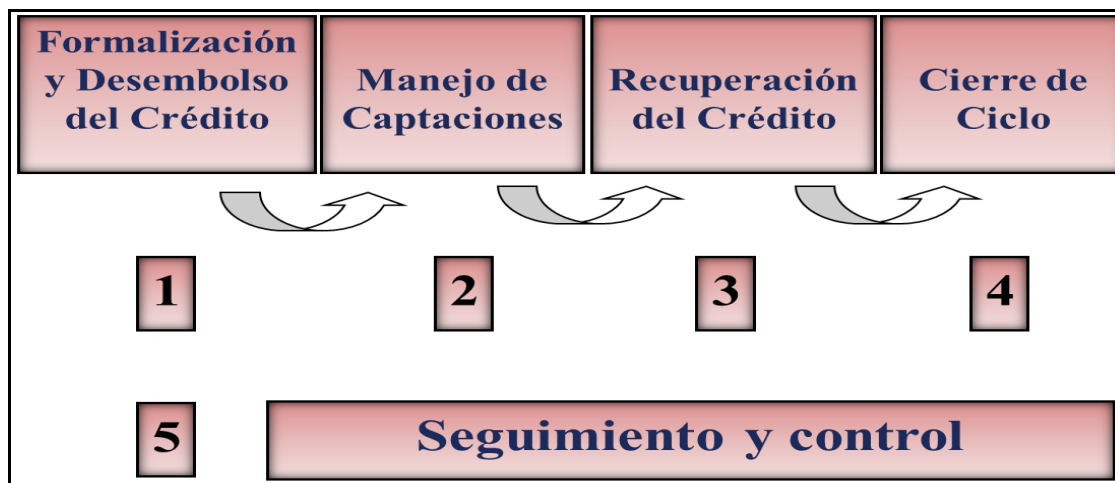 Formalización
y Desembolso
del Crédito
Manejo de
Captaciones
Recuperación
del Crédito
Cierre de
Ciclo
1
2
3
4
5
Seguimiento y control